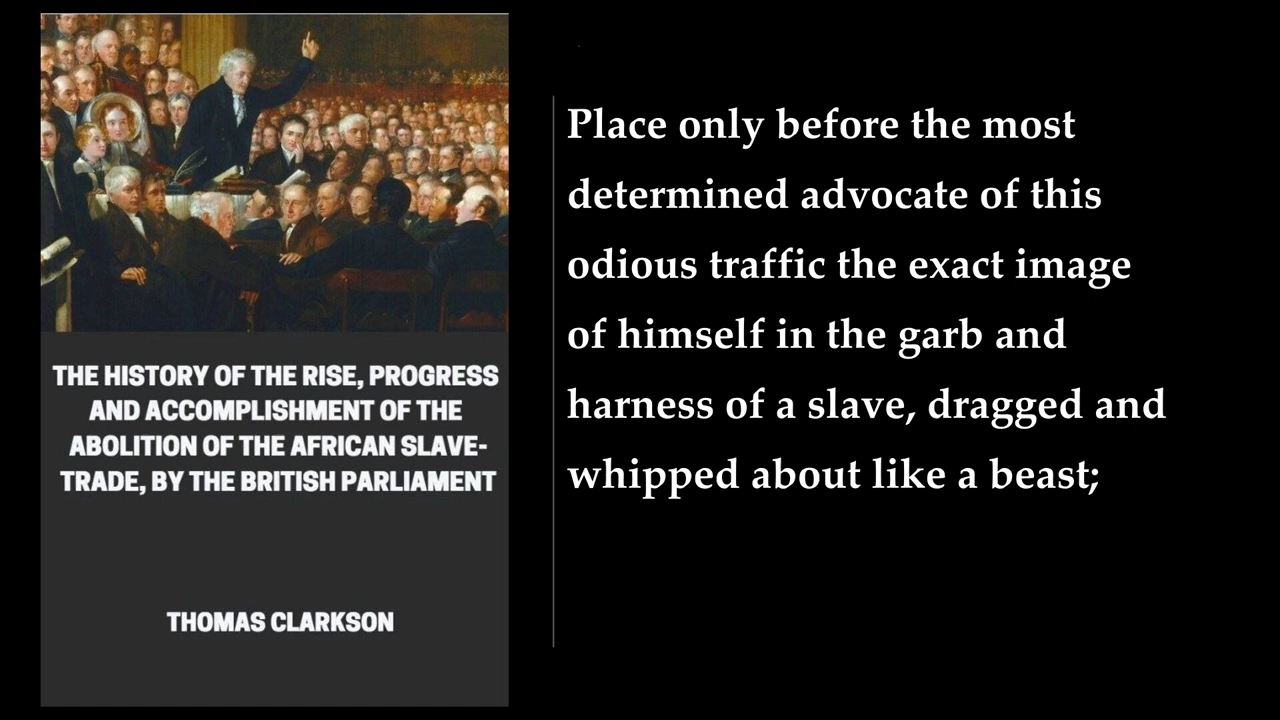 THE HISTORY OF THE RISE, PROGRESS
AND ACCOMPLISHMENT OF THE
ABOLITION OF THE AFRICAN SLAVE-
TRADE, BY THE BRITISH PARLIAMENT
THOMAS CLARKSON
Place only before the most
determined advocate of this
odious traffic the exact image
of himself in the garb and
harness of a slave, dragged and
whipped about like a beast;